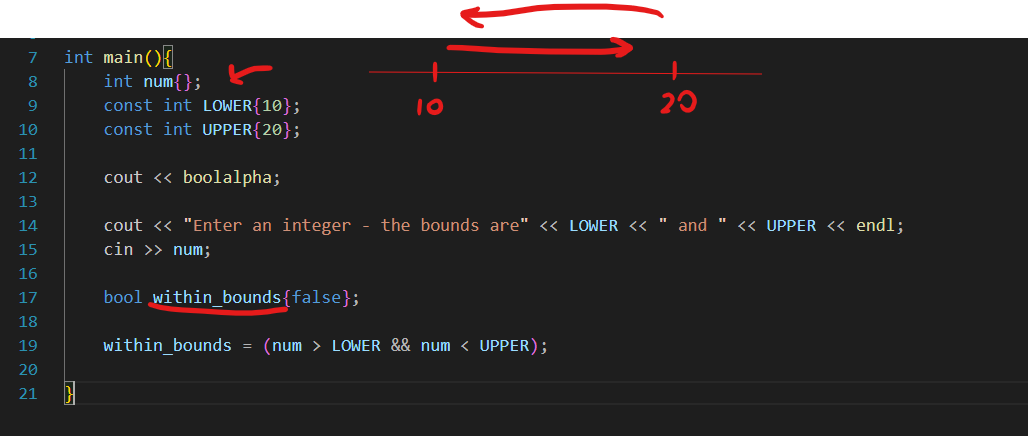 7 int main(){
8 int num{};
9 const int LOWER{10};
10 const int UPPER{20};
11
12 cout << boolalpha;
13
14 cout << "Enter an integer - the bounds are" << LOWER << " and " << UPPER << endl;
15 cin >> num;
16
17 bool within_bounds{false};
18
19 within_bounds = (num > LOWER && num < UPPER);
20
21 }
10 20